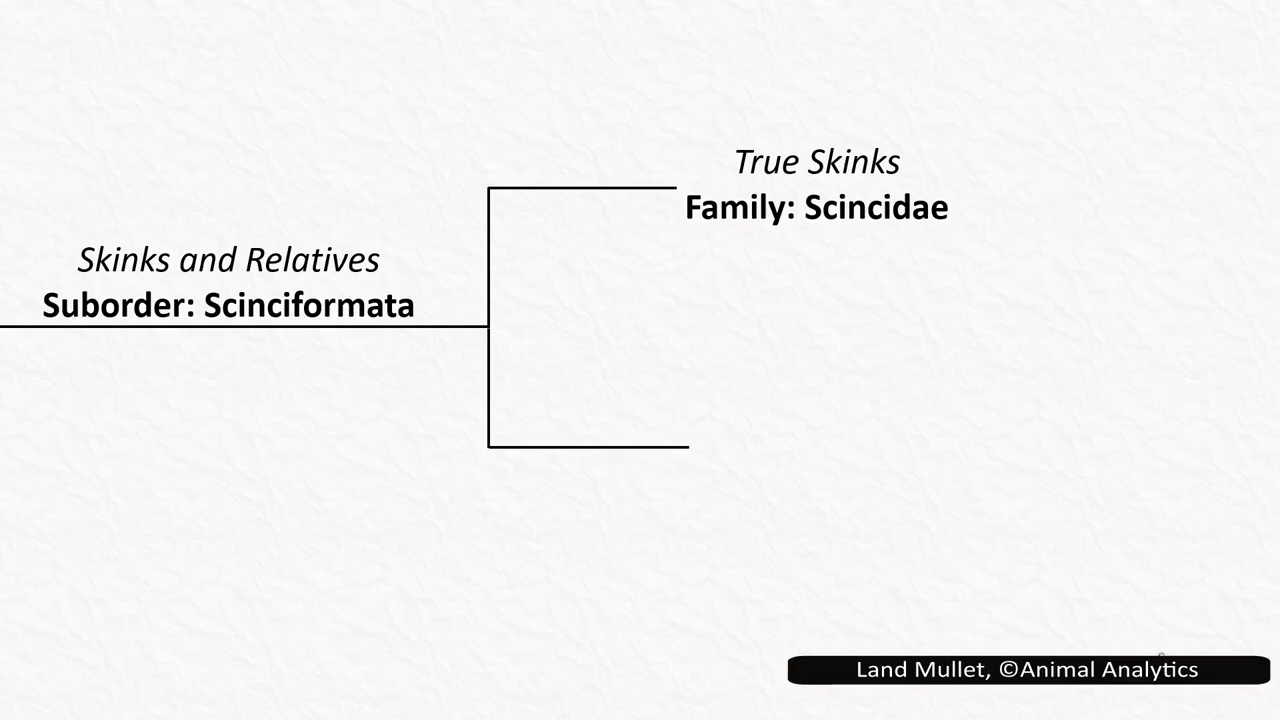 True Skinks
Family: Scincidae
Skinks and Relatives
Suborder: Scinciformata
Land Mullet, ©Animal Analytics